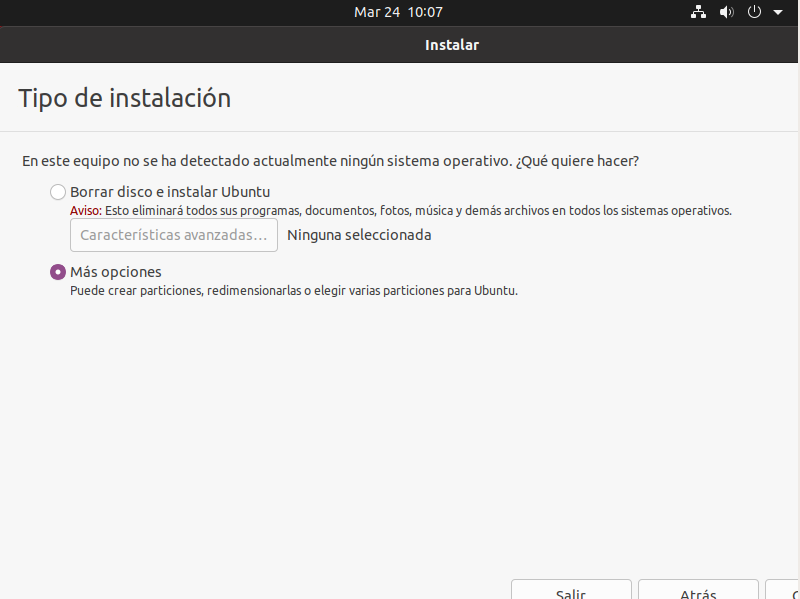 Mar 24 10:07
Instalar
Tipo de instalación
En este equipo no se ha detectado actualmente ningún sistema operativo. ¿Qué quiere hacer?
Borrar disco e instalar Ubuntu
Aviso: Esto eliminará todos sus programas, documentos, fotos, música y demás archivos en todos los sistemas operativos.
Características avanzadas... Ninguna seleccionada
Más opciones
Puede crear particiones, redimensionarlas o elegir varias particiones para Ubuntu.
Salir Atrás